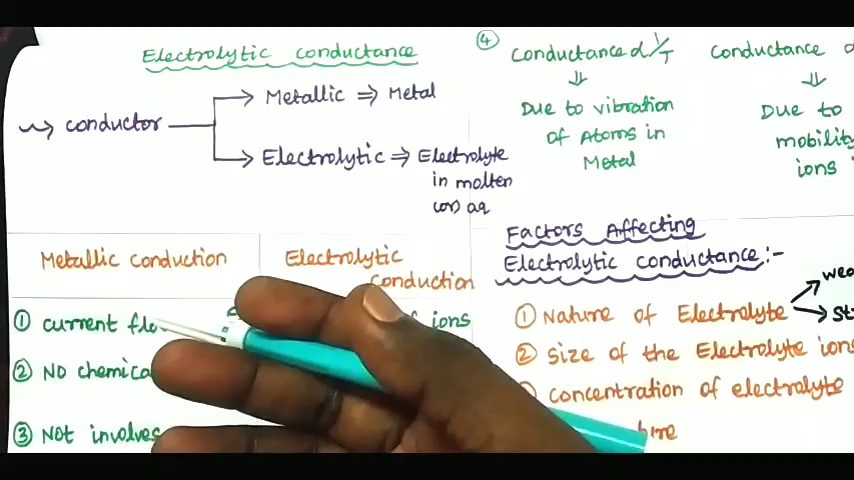 Electrolytic conductance
conductor
Metallic ⇒ Metal
Electrolytic ⇒ Electrolyte
in molten
(or) aq
Metallic conduction
Electrolytic
conduction
① current
of ions
② No
③ Not involves
④
conductance α 1/T
⇓
Due to vibration
of Atoms in
Metal
conductance α
⇓
Due to
mobility
ions
Factors Affecting
Electrolytic conductance :-
① Nature of Electrolyte
② size of the Electrolyte ions
concentration of electrolyte